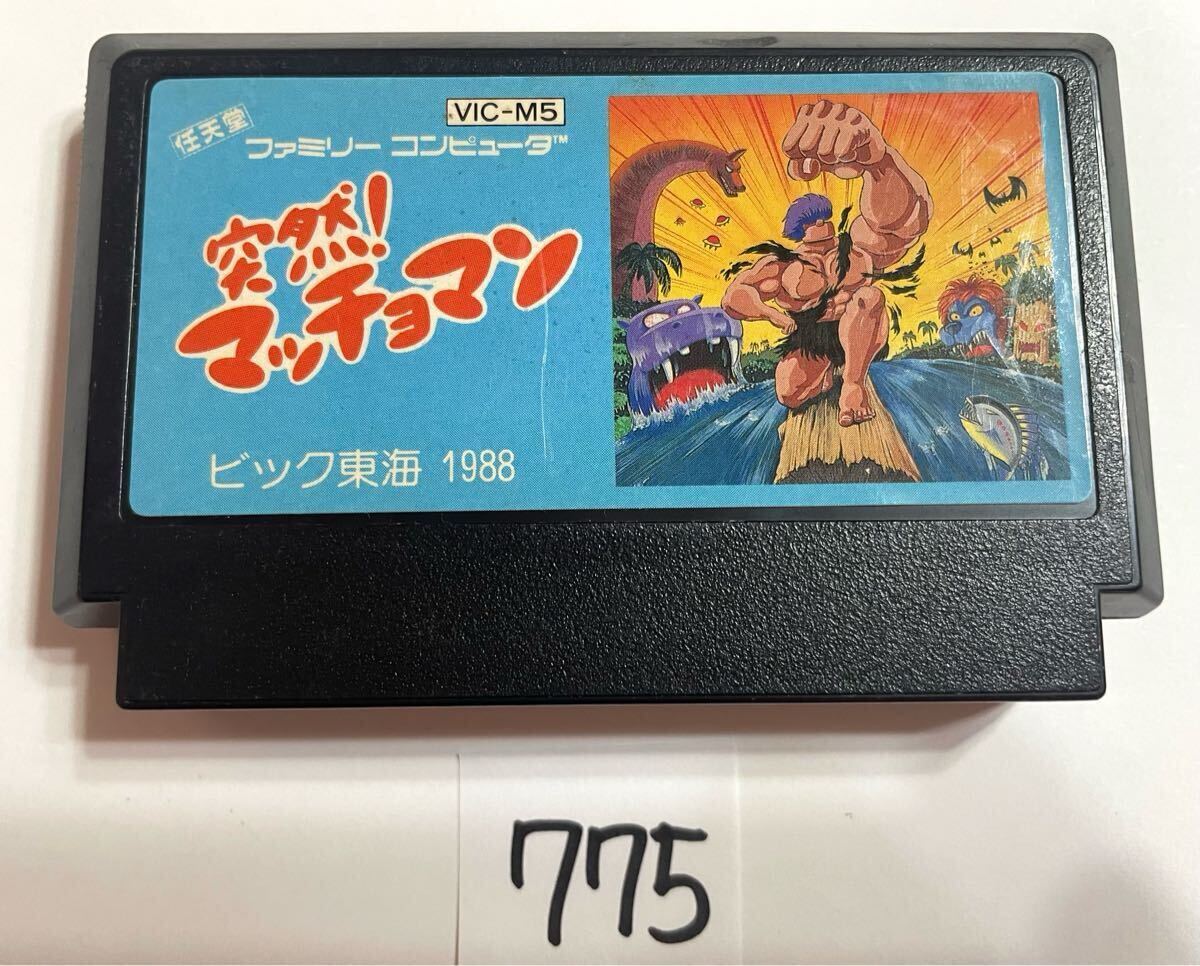 VIC-M5
任天堂
ファミリー コンピュータ™
突然!
マッチョマン
ビック東海 1988
775